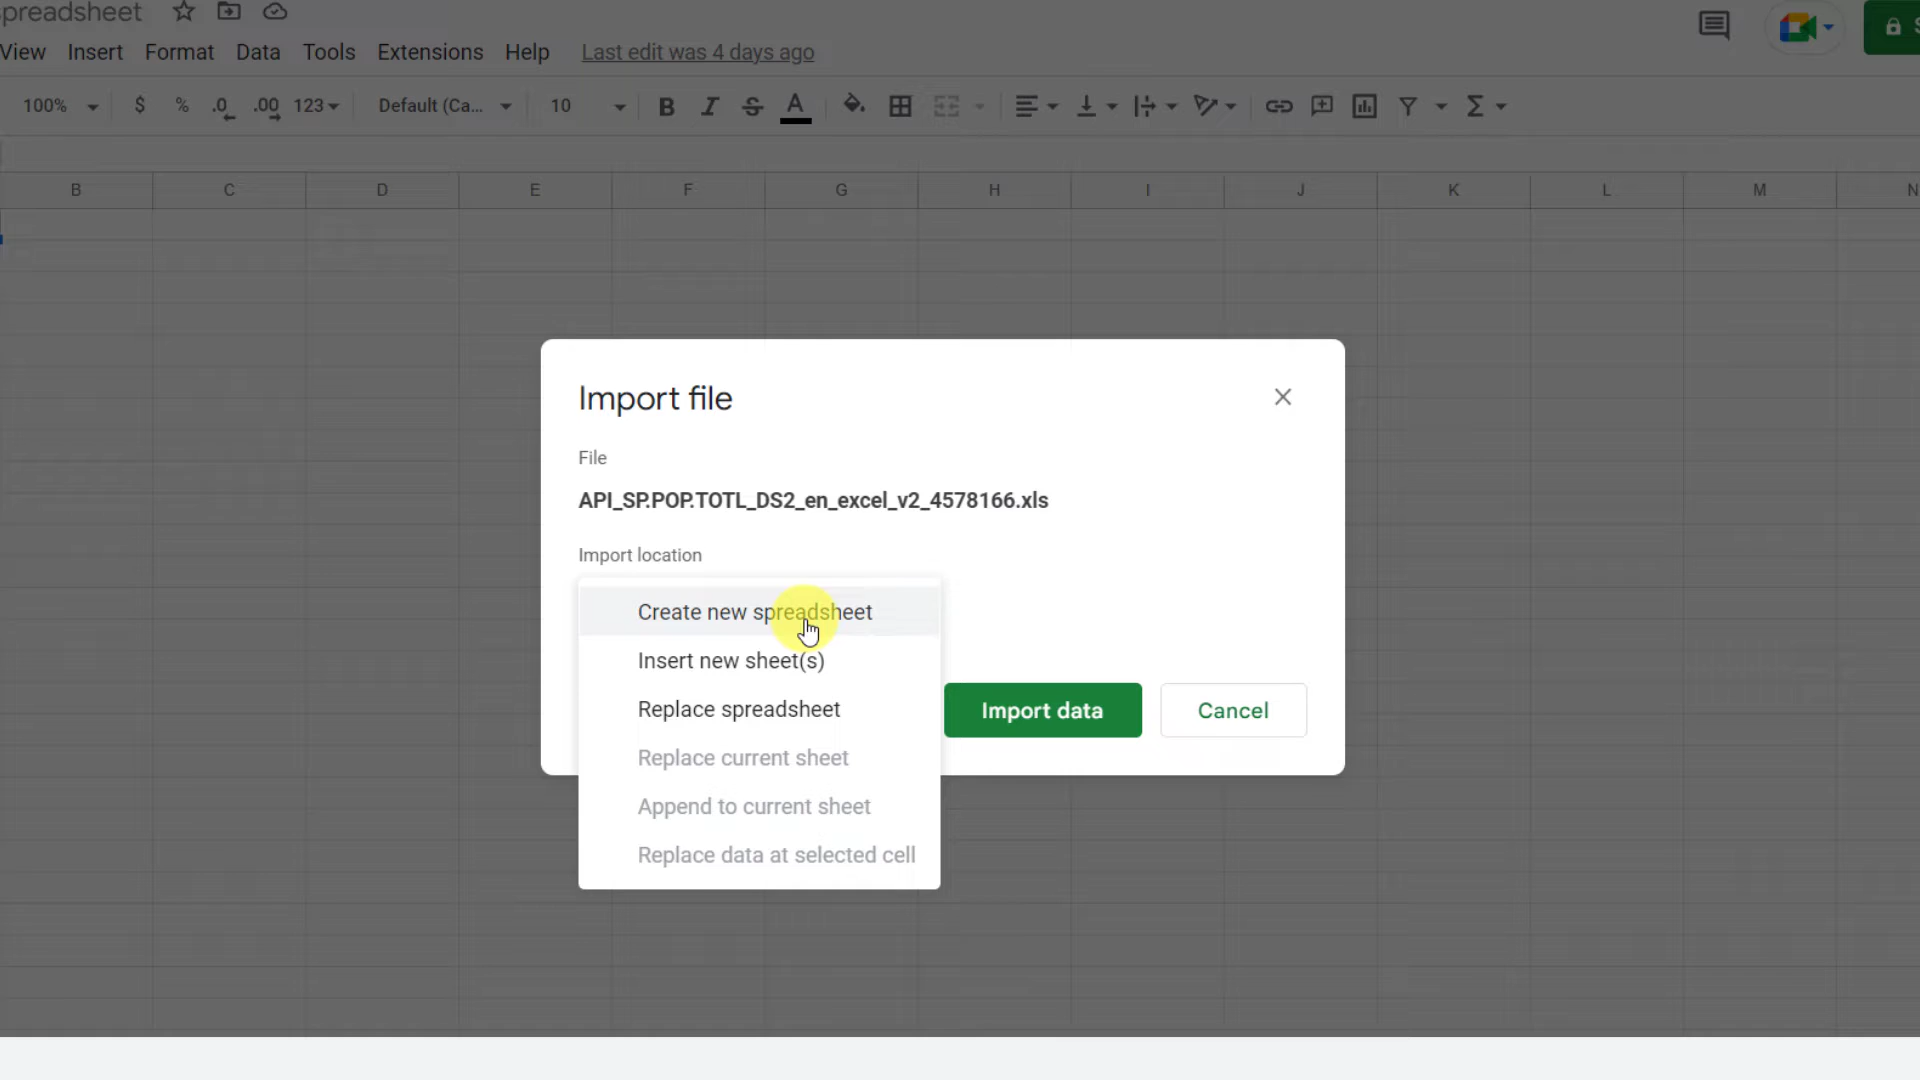 spreadsheet
View Insert Format Data Tools Extensions Help Last edit was 4 days ago
100% $ % .0 .00 123 Default (Ca... 10 B I S A
B C D E F G H I J K L M N
Import file
File
API_SP.POP.TOTL_DS2_en_excel_v2_4578166.xls
Import location
Create new spreadsheet
Insert new sheet(s)
Replace spreadsheet
Import data Cancel
Replace current sheet
Append to current sheet
Replace data at selected cell